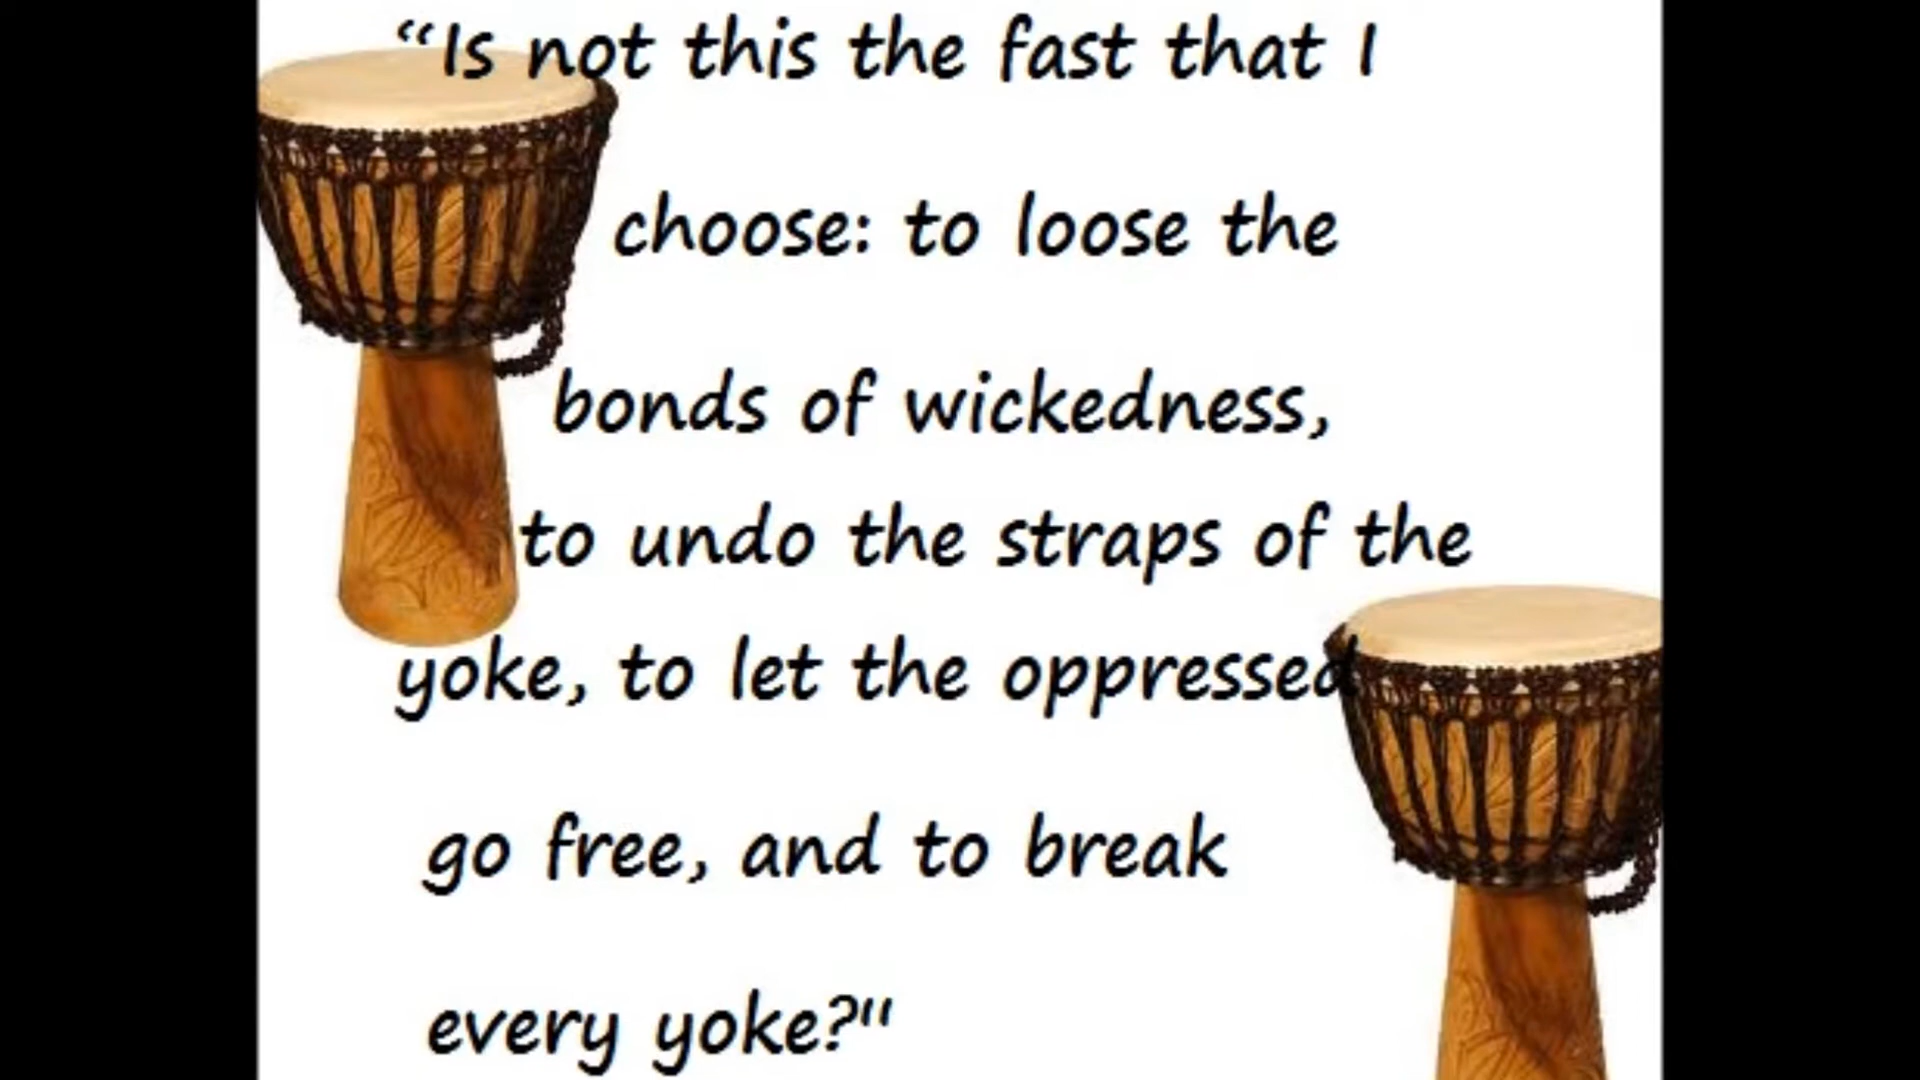 “Is not this the fast that I
choose: to loose the
bonds of wickedness,
to undo the straps of the
yoke, to let the oppressed
go free, and to break
every yoke?"